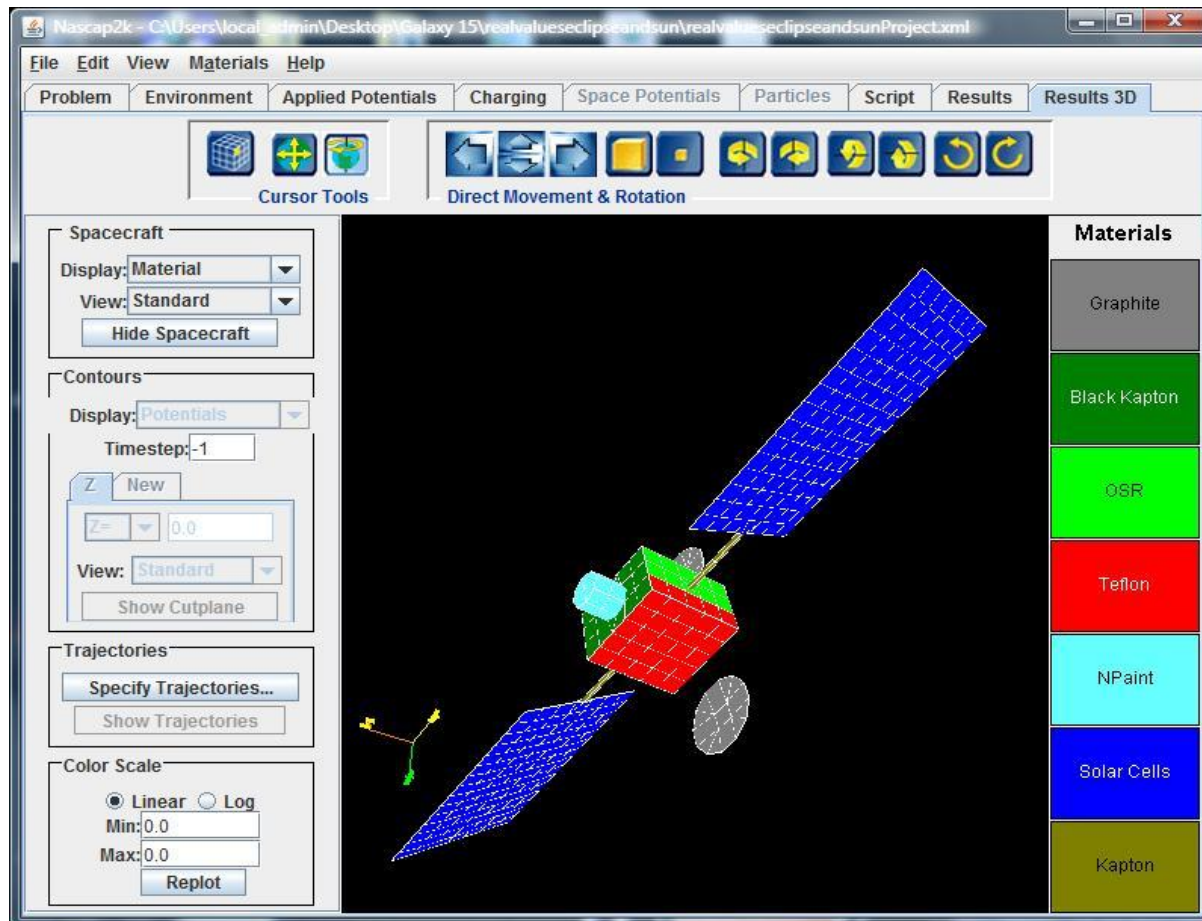 Nascap2k - C:\Users\local_admin\Desktop\Galaxy 15\realvalueseclipseandsun\realvalueseclipseandsunProject.xml
File Edit View Materials Help
Problem Environment Applied Potentials Charging Space Potentials Particles Script Results Results 3D
Cursor Tools
Direct Movement & Rotation
Spacecraft
Display: Material
View: Standard
Hide Spacecraft
Contours
Display: Potentials
Timestep: -1
Z New
Z= 0.0
View: Standard
Show Cutplane
Trajectories
Specify Trajectories...
Show Trajectories
Color Scale
Linear Log
Min: 0.0
Max: 0.0
Replot
Materials
Graphite
Black Kapton
OSR
Teflon
NPaint
Solar Cells
Kapton